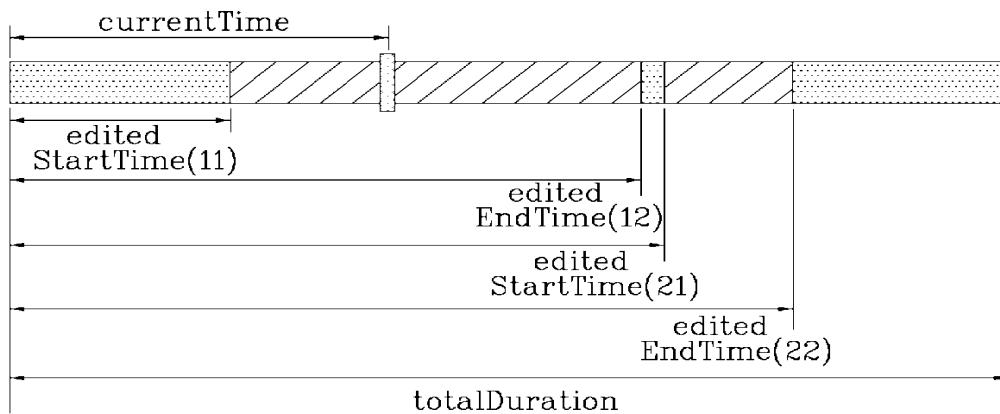 currentTime
edited
StartTime(11)
edited
EndTime(12)
edited
StartTime(21)
edited
EndTime(22)
totalDuration